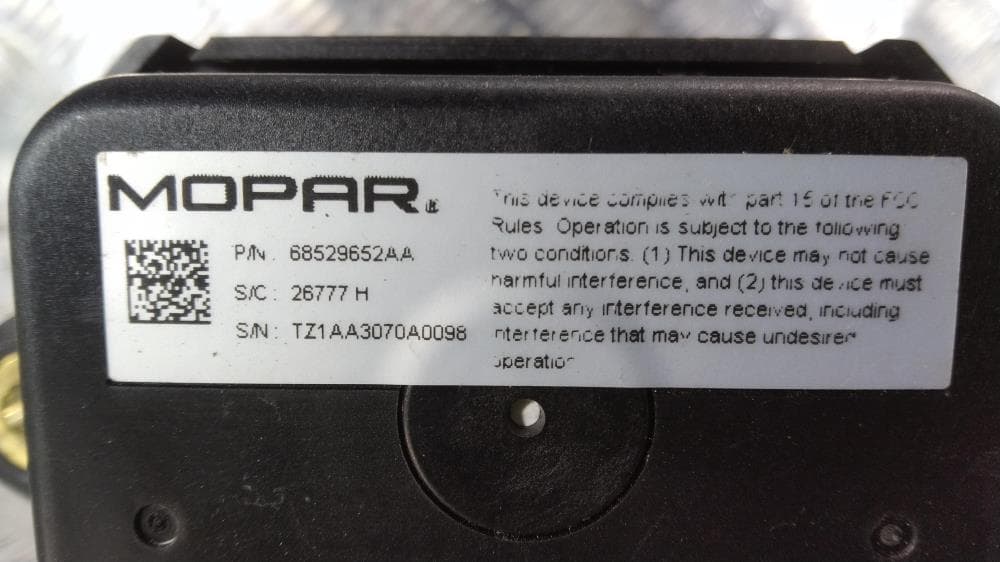 MOPAR®
P/N : 68529652AA
S/C : 26777 H
S/N : TZ1AA3070A0098
This device complies with part 15 of the FCC
Rules. Operation is subject to the following
two conditions. (1) This device may not cause
harmful interference, and (2) this device must
accept any interference received, including
interference that may cause undesired
operation